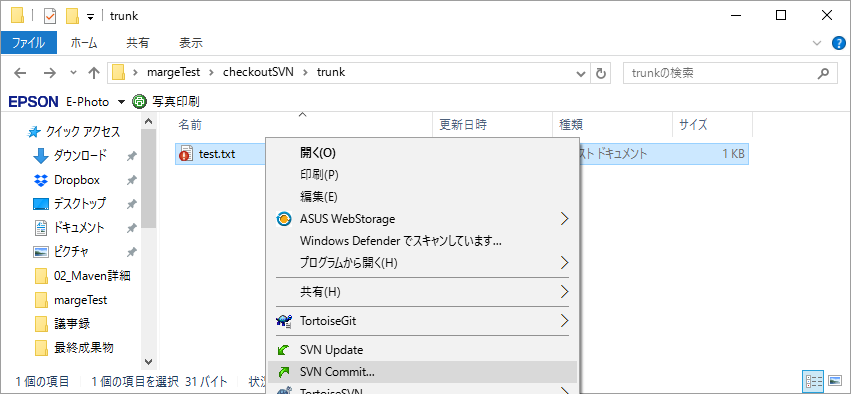 trunk
ファイル ホーム 共有 表示
margeTest checkoutSVN trunk trunkの検索
EPSON E-Photo 写真印刷
名前 更新日時 種類 サイズ
クイック アクセス
ダウンロード
Dropbox
デスクトップ
ドキュメント
ピクチャ
02_Maven詳細
margeTest
議事録
最終成果物
test.txt
スト ドキュメント 1 KB
開く(O)
印刷(P)
編集(E)
ASUS WebStorage
Windows Defender でスキャンしています...
プログラムから開く(H)
共有(H)
TortoiseGit
SVN Update
SVN Commit...
TortoiseSVN
1 個の項目 1 個の項目を選択 31 バイト 状況